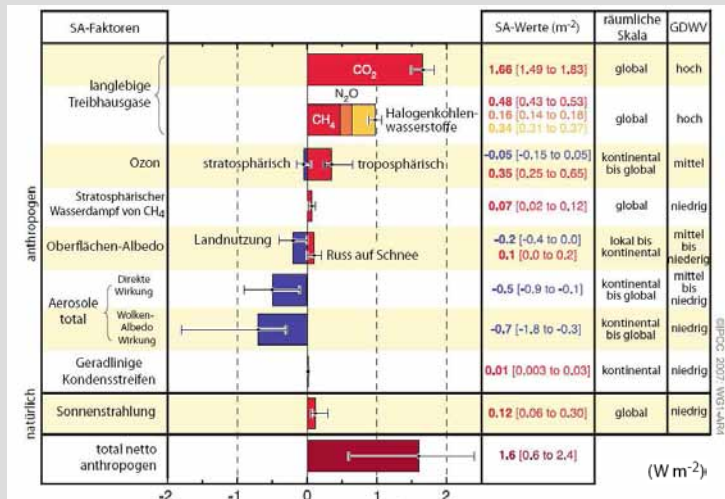 SA-Faktoren
SA-Werte (m-2)
räumliche
Skala
GDWV
anthropogen
langlebige
Treibhausgase
CO2
1.66 [1.49 to 1.83]
global
hoch
N2O
CH4
Halogenkohlen-
wasserstoffe
0.48 [0.43 to 0.53]
0.16 [0.14 to 0.18]
0.34 [0.31 to 0.37]
global
hoch
Ozon
stratosphärisch
troposphärisch
-0.05 [-0.15 to 0.05]
0.35 [0.25 to 0.65]
kontinental
bis global
mittel
Stratosphärischer
Wasserdampf von CH4
0.07 [0,02 to 0.12]
global
niedrig
Oberflächen-Albedo
Landnutzung
Russ auf Schnee
-0.2 [-0.4 to 0.0]
0.1 [0.0 to 0.2]
lokal bis
kontinental
mittel
bis
niederig
Aerosole
total
Direkte
Wirkung
-0.5 [-0.9 to -0.1]
kontinental
bis global
mittel
bis
niedrig
Wolken-
Albedo
Wirkung
-0.7 [-1.8 to -0.3]
kontinental
bis global
niedrig
Geradlinige
Kondensstreifen
0.01 [0.003 to 0.03]
kontinental
niedrig
natürlich
Sonnenstrahlung
0.12 [0.06 to 0.30]
global
niedrig
total netto
anthropogen
1.6 [0.6 to 2.4]
(W m-2)
-2 -1 0 1 2
©IPCC 2007: WG1-AR4